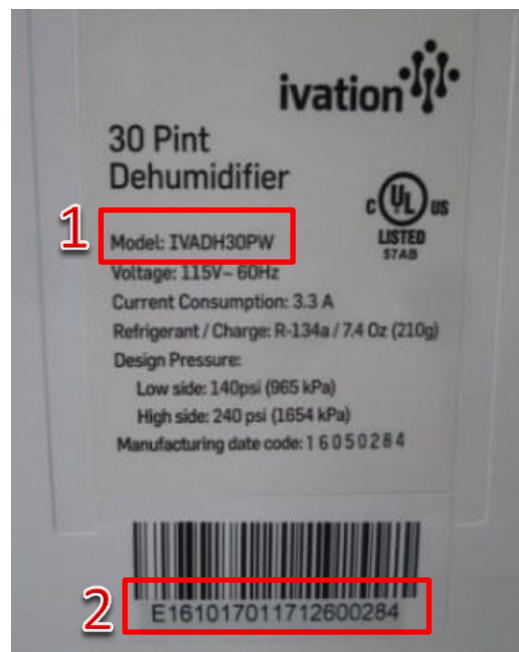 ivation
30 Pint
Dehumidifier
C UL US
LISTED
57AB
1
Model: IVADH30PW
Voltage: 115V~ 60Hz
Current Consumption: 3.3 A
Refrigerant / Charge: R-134a / 7.4 Oz (210g)
Design Pressure:
Low side: 140psi (965 kPa)
High side: 240 psi (1654 kPa)
Manufacturing date code: 16050284
2
E161017011712600284